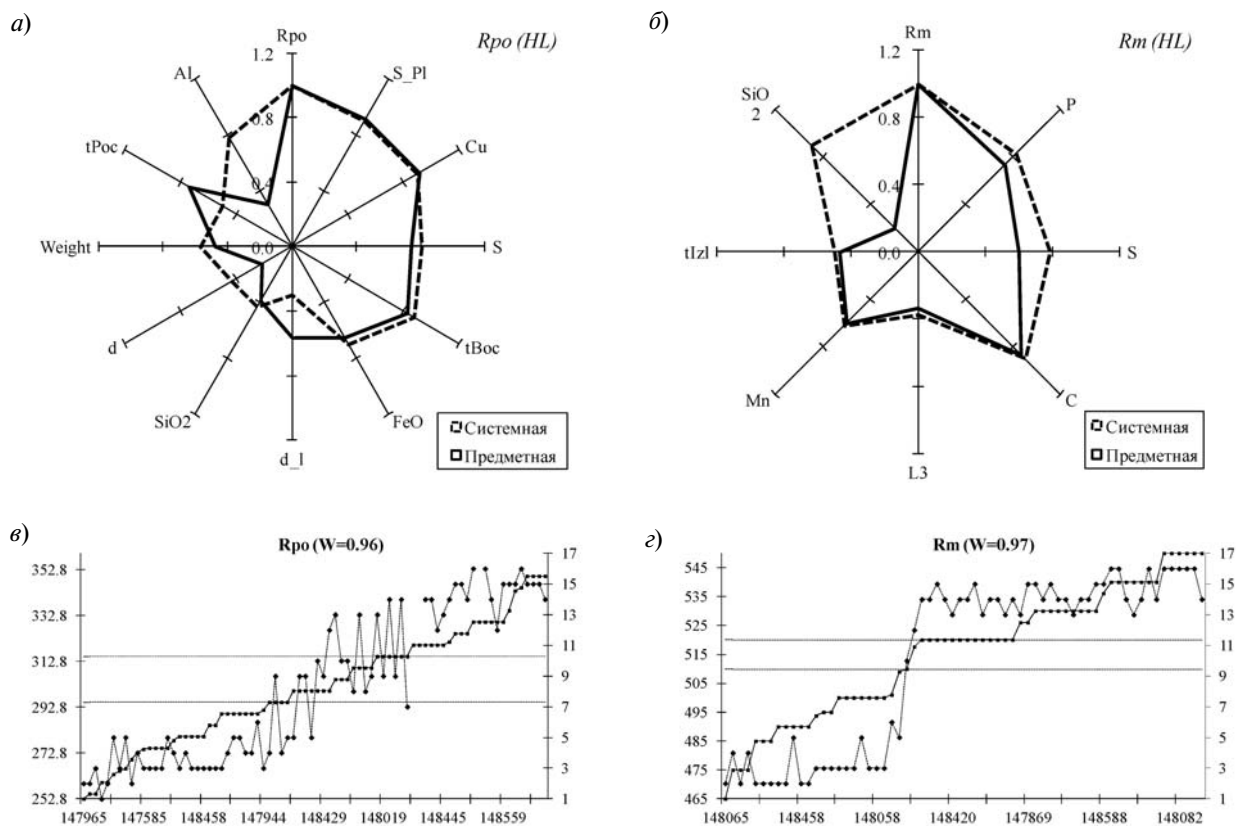 а)
Rpo (HL)
Rpo
1.2
S_Pl
Al
0.8
Cu
tPoc
0.4
Weight
0.0
S
d
tBoc
SiO2
FeO
d_l
Системная
Предметная
б)
Rm (HL)
Rm
1.2
P
SiO
2
0.8
0.4
tIzl
0.0
S
Mn
C
L3
Системная
Предметная
в)
Rpo (W=0.96)
352.8
332.8
312.8
292.8
272.8
252.8
17
15
13
11
9
7
5
3
1
147965 147585 148458 147944 148429 148019 148445 148559
г)
Rm (W=0.97)
545
535
525
515
505
495
485
475
465
17
15
13
11
9
7
5
3
1
148065 148458 148058 148420 147869 148588 148082